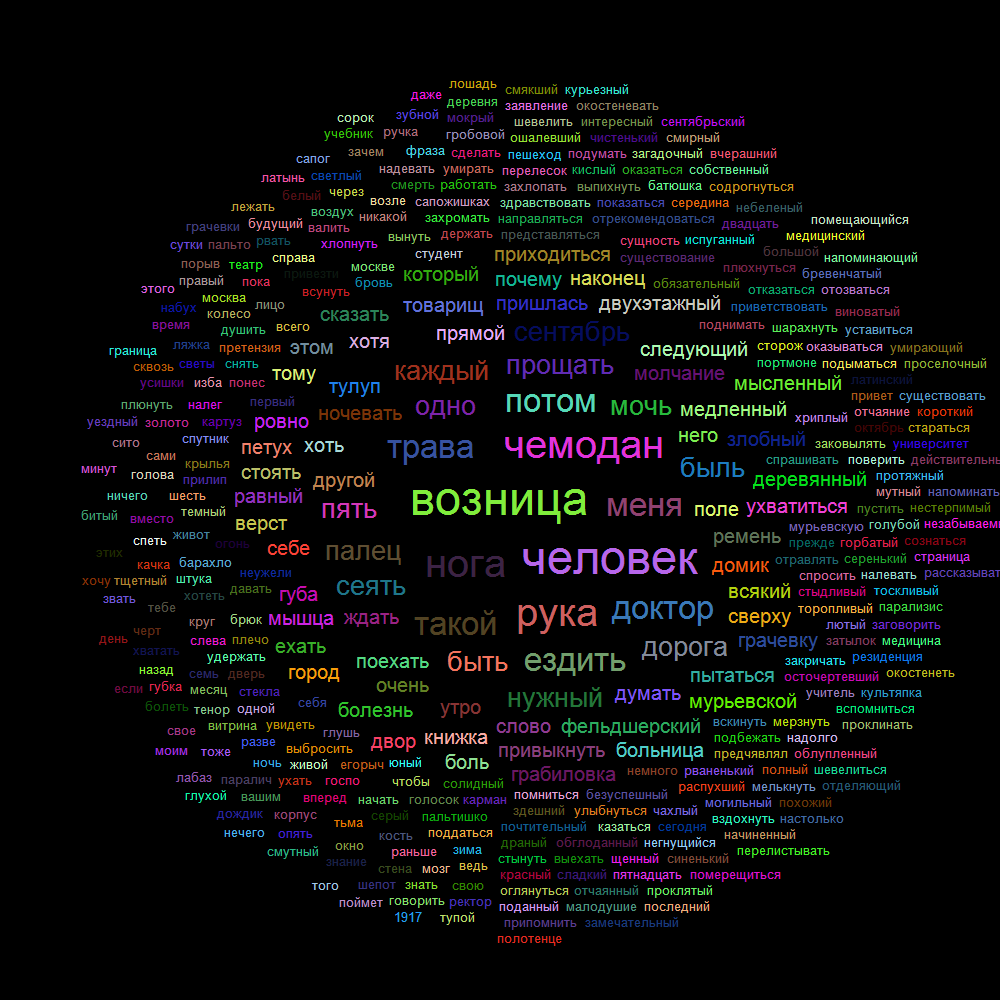 лошадь смякший курьезный
даже деревня заявление окостеневать
сорок зубной мокрый шевелить интересный сентябрьский
учебник ручка гробовой ошалевший чистенький смирный
зачем фраза сделать пешеход подумать загадочный вчерашний
сапог надевать умирать перелесок кислый оказаться собственный
латынь светлый смерть работать захлопать выпихнуть батюшка содрогнуться
белый через возле сапожишках здравствовать показаться середина небеленый
лежать воздух никакой захромать направляться отрекомендоваться двадцать помещающийся
грачевки будущий валить вынуть держать представляться медицинский
сутки пальто рвать хлопнуть студент приходиться сущность испуганный большой
порыв театр справа москве который почему наконец существование плюхнуться напоминающий
правый пока привезти бровь обязательный бревенчатый
этого москва всунуть товарищ пришлась двухэтажный отказаться отозваться
набух колесо лицо сказать приветствовать виноватый
время душить всего прямой сентябрь поднимать шарахнуть уставиться
граница ляжка претензия этом хотя следующий сторож оказываться умирающий
сквозь светы снять тому каждый прощать молчание портмоне подыматься проселочный
усишки изба понес тулуп мысленный латинский
плюнуть налег первый ночевать одно потом мочь медленный привет существовать
уездный золото картуз ровно хриплый отчаяние короткий
сито спутник петух хоть трава чемодан него злобный октябрь стараться
сами заковылять университет
минут крылья стоять быль спрашивать поверить
голова прилип другой деревянный протяжный
ничего шесть равный возница меня поле ухватиться мутный напоминать
битый вместо темный верст пять пустить нестерпимый
спеть живот огонь ремень мурьевскую голубой
этих себе палец прежде горбатый сознаться
качка барахло неужели нога человек домик отравлять серенький страница
хочу тщетный штука сеять спросить налевать
звать хотеть давать губа всякий стыдливый тоскливый
тебе круг брюк мышца ждать такой рука доктор сверху торопливый паралис
день черт слева плечо лютый заговорить
хватать удержать ехать дорога грачевку затылок медицина
назад семь дверь город поехать быть ездить закричать резиденция
если губка месяц стекла очень пытаться осточертевший окостенеть
болеть тенор одной себя болезнь утро нужный думать мурьевской учитель культяпка
вспомниться
свое витрина увидеть глушь слово фельдшерский вскинуть мерзнуть проклинать
моим тоже разве выбросить двор книжка привыкнуть больница подбежать надолго
ночь живой егорыч юный боль предчавлял облупленный
лабаз паралич ухать госпо чтобы солидный грабиловка немного рваненький полный шевелиться
глухой вашим вперед начать голосок карман помниться безуспешный распухший мелькнуть отделяющий
дождик корпус серый пальтишко здешний улыбнуться чахлый могильный похожий
нечего опять тьма кость поддаться почтительный казаться сегодня вздохнуть настолько
смутный окно раньше зима драный обглоданный негнущийся начиненный
знание стена мозг ведь стынуть выехать щенный синенький перелистывать
того шепот знать свою красный сладкий пятнадцать померещиться
поймет говорить ректор оглянуться отчаянный проклятый
1917 тупой поданный малодушие последний
припомнить замечательный
полотенце